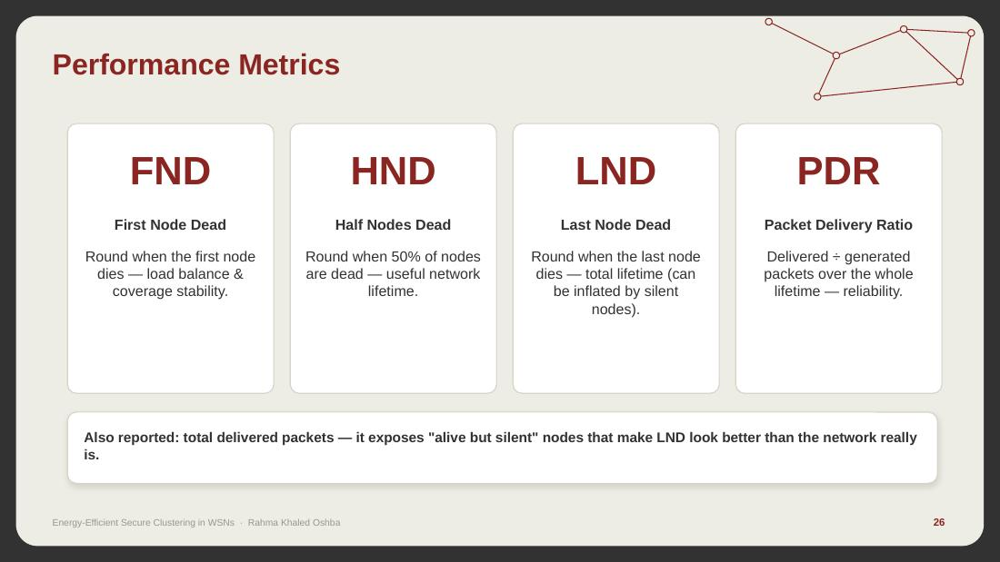 Performance Metrics
FND
First Node Dead
Round when the first node
dies — load balance &
coverage stability.
HND
Half Nodes Dead
Round when 50% of nodes
are dead — useful network
lifetime.
LND
Last Node Dead
Round when the last node
dies — total lifetime (can
be inflated by silent
nodes).
PDR
Packet Delivery Ratio
Delivered ÷ generated
packets over the whole
lifetime — reliability.
Also reported: total delivered packets — it exposes "alive but silent" nodes that make LND look better than the network really
is.
Energy-Efficient Secure Clustering in WSNs · Rahma Khaled Oshba
26